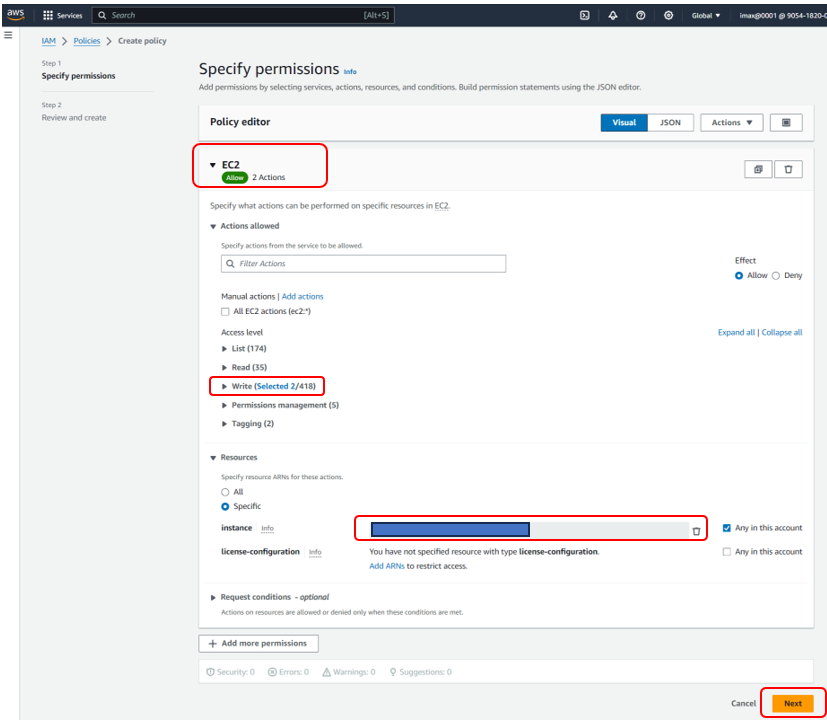 aws Services Search [Alt+S] Global ▼ imax@0001 @ 9054-1820-0
IAM > Policies > Create policy
Step 1
Specify permissions
Step 2
Review and create
Specify permissions Info
Add permissions by selecting services, actions, resources, and conditions. Build permission statements using the JSON editor.
Policy editor Visual JSON Actions ▼
▼ EC2
Allow 2 Actions
Specify what actions can be performed on specific resources in EC2.
▼ Actions allowed
Specify actions from the service to be allowed.
Filter Actions
Effect
Allow Deny
Manual actions | Add actions
All EC2 actions (ec2:*)
Access level Expand all | Collapse all
▶ List (174)
▶ Read (35)
▶ Write (Selected 2/418)
▶ Permissions management (5)
▶ Tagging (2)
▼ Resources
Specify resource ARNs for these actions.
All
Specific
instance Info Any in this account
license-configuration Info You have not specified resource with type license-configuration. Any in this account
Add ARNs to restrict access.
▶ Request conditions - optional
Actions on resources are allowed or denied only when these conditions are met.
+ Add more permissions
Security: 0 Errors: 0 Warnings: 0 Suggestions: 0
Cancel Next